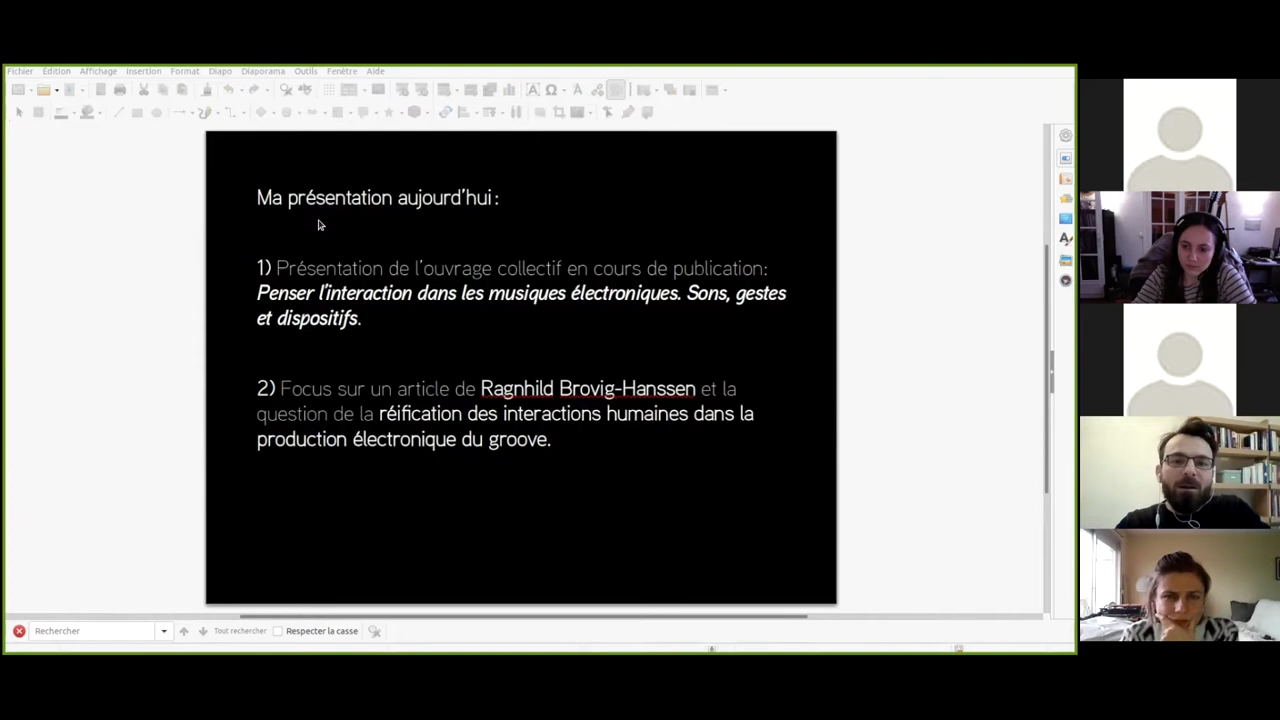 Fichier Édition Affichage Insertion Format Diapo Diaporama Outils Fenêtre Aide
Ma présentation aujourd'hui :
1) Présentation de l'ouvrage collectif en cours de publication:
Penser l'interaction dans les musiques électroniques. Sons, gestes
et dispositifs.
2) Focus sur un article de Ragnhild Brovig-Hanssen et la
question de la réification des interactions humaines dans la
production électronique du groove.
Rechercher Tout rechercher Respecter la casse